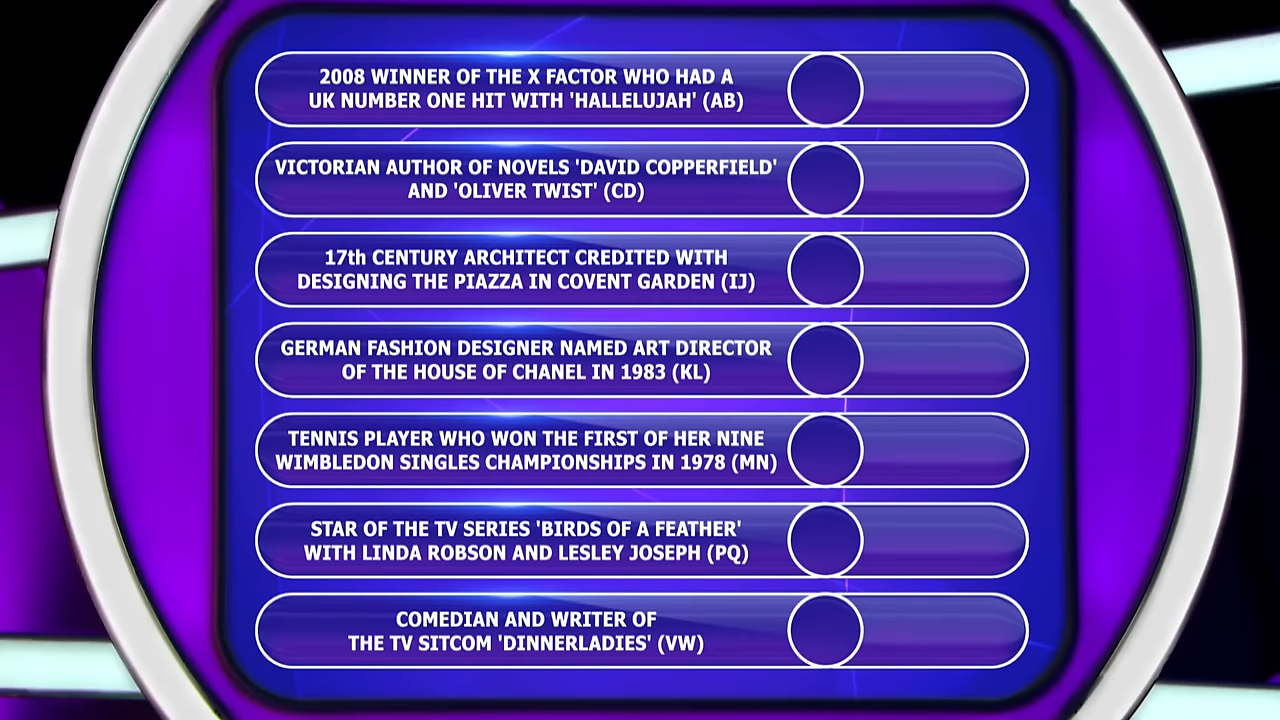 2008 WINNER OF THE X FACTOR WHO HAD A
UK NUMBER ONE HIT WITH 'HALLELUJAH' (AB)
VICTORIAN AUTHOR OF NOVELS 'DAVID COPPERFIELD'
AND 'OLIVER TWIST' (CD)
17th CENTURY ARCHITECT CREDITED WITH
DESIGNING THE PIAZZA IN COVENT GARDEN (IJ)
GERMAN FASHION DESIGNER NAMED ART DIRECTOR
OF THE HOUSE OF CHANEL IN 1983 (KL)
TENNIS PLAYER WHO WON THE FIRST OF HER NINE
WIMBLEDON SINGLES CHAMPIONSHIPS IN 1978 (MN)
STAR OF THE TV SERIES 'BIRDS OF A FEATHER'
WITH LINDA ROBSON AND LESLEY JOSEPH (PQ)
COMEDIAN AND WRITER OF
THE TV SITCOM 'DINNERLADIES' (VW)